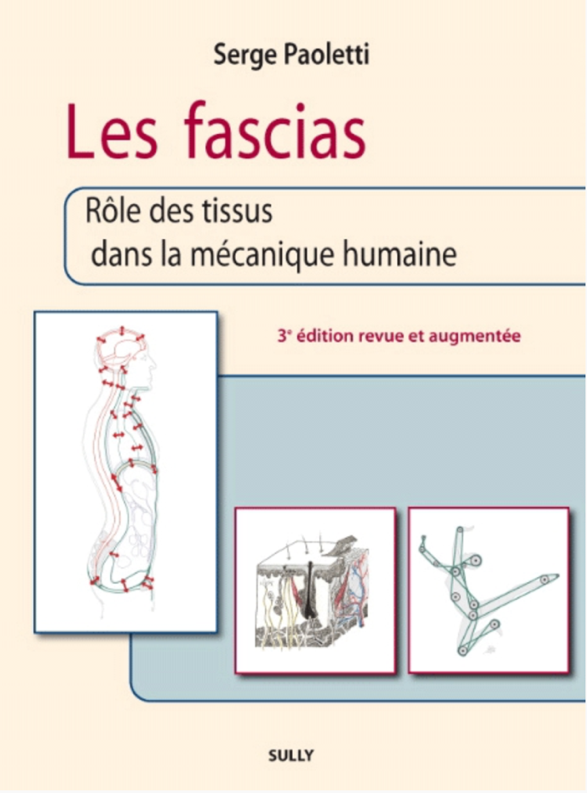 Serge Paoletti
Les fascias
Rôle des tissus
dans la mécanique humaine
3e édition revue et augmentée
SULLY